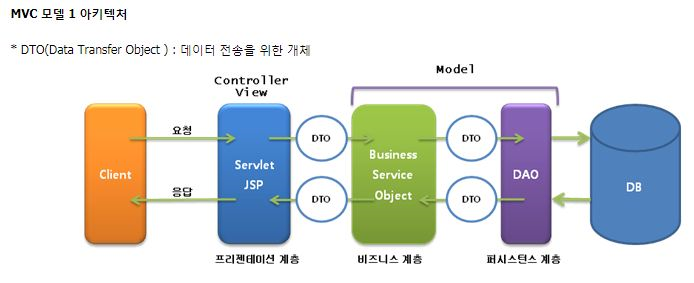 MVC 모델 1 아키텍처
* DTO(Data Transfer Object ) : 데이터 전송을 위한 개체
Model
Controller
View
Client
요청
응답
Servlet
JSP
DTO
DTO
Business
Service
Object
DTO
DTO
DAO
DB
프리젠테이션 계층
비즈니스 계층
퍼시스턴스 계층